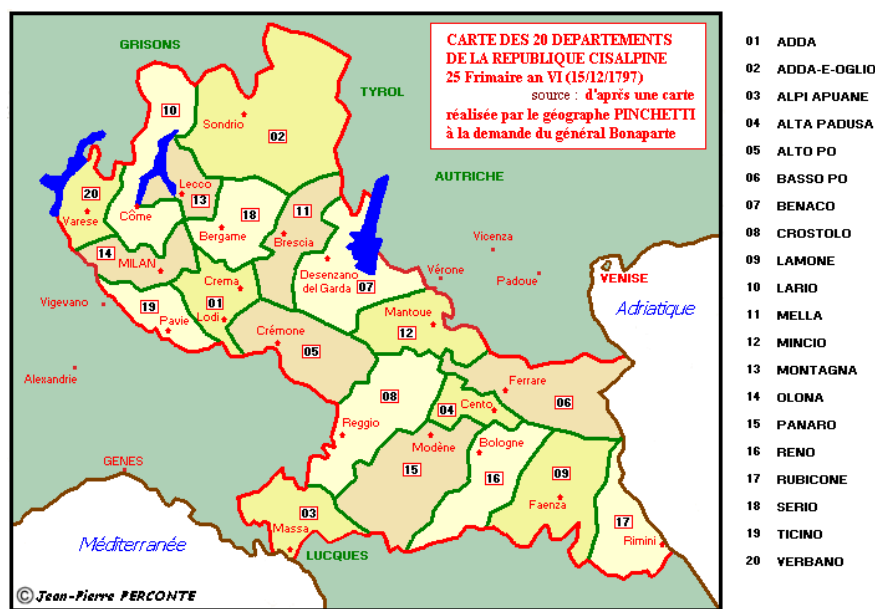 CARTE DES 20 DEPARTEMENTS
DE LA REPUBLIQUE CISALPINE
25 Frimaire an VI (15/12/1797)
source : d'après une carte
réalisée par le géographe PINCHETTI
à la demande du général Bonaparte
GRISONS
TYROL
AUTRICHE
10
Sondrio
02
20
Varese
Côme
Lecco
13
18
Bergame
11
Brescia
Vicenza
Vérone
Padoue
VENISE
Adriatique
14
MILAN
Crema
Desenzano
del Garda
07
Vigevano
19
Pavie
01
Lodi
Mantoue
12
Crémone
05
Alexandrie
08
Ferrare
06
04
Cento
Reggio
Modène
15
Bologne
16
09
Faenza
GENES
03
Massa
17
Rimini
Méditerranée
LUCQUES
© Jean-Pierre PERCONTE
01 ADDA
02 ADDA-E-OGLIO
03 ALPI APUANE
04 ALTA PADUSA
05 ALTO PO
06 BASSO PO
07 BENACO
08 CROSTOLO
09 LAMONE
10 LARIO
11 MELLA
12 MINCIO
13 MONTAGNA
14 OLONA
15 PANARO
16 RENO
17 RUBICONE
18 SERIO
19 TICINO
20 VERBANO